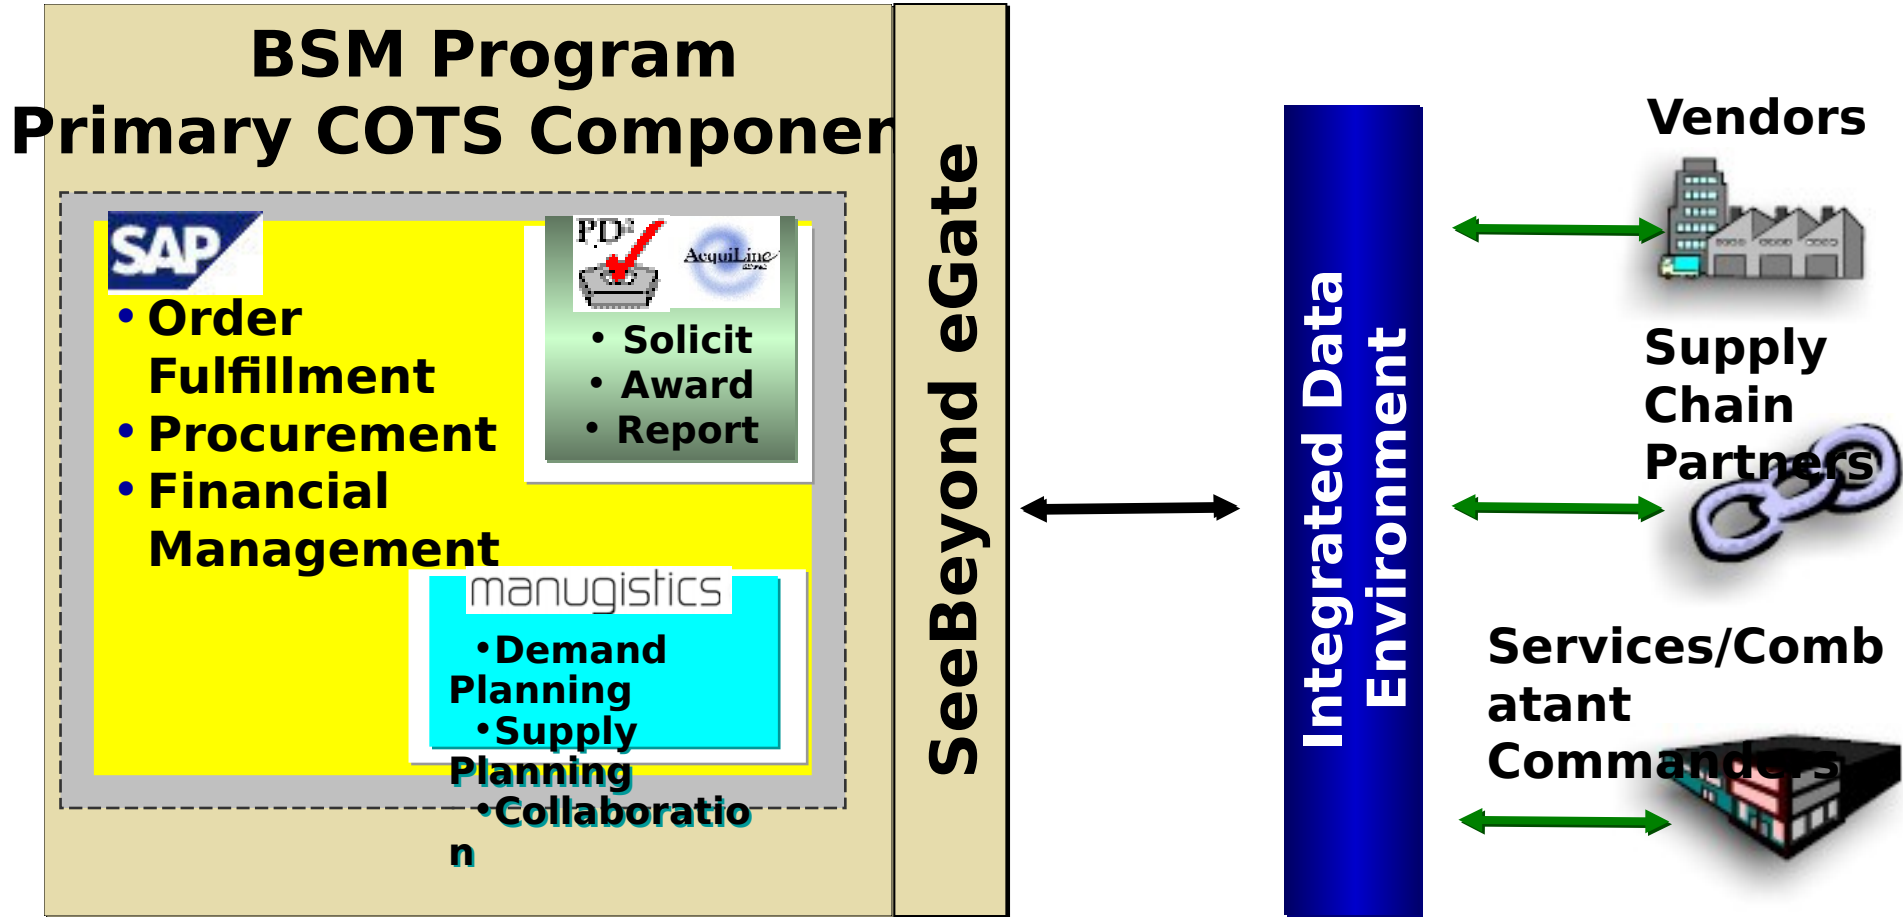 BSM Program
Primary COTS Componen
SAP
• Order
Fulfillment
• Procurement
• Financial
Management
PD²
AcquiLine
• Solicit
• Award
• Report
manugistics
•Demand
Planning
•Supply
Planning
•Collaboratio
n
SeeBeyond eGate
Integrated Data
Environment
Vendors
Supply
Chain
Partners
Services/Comb
atant
Commanders